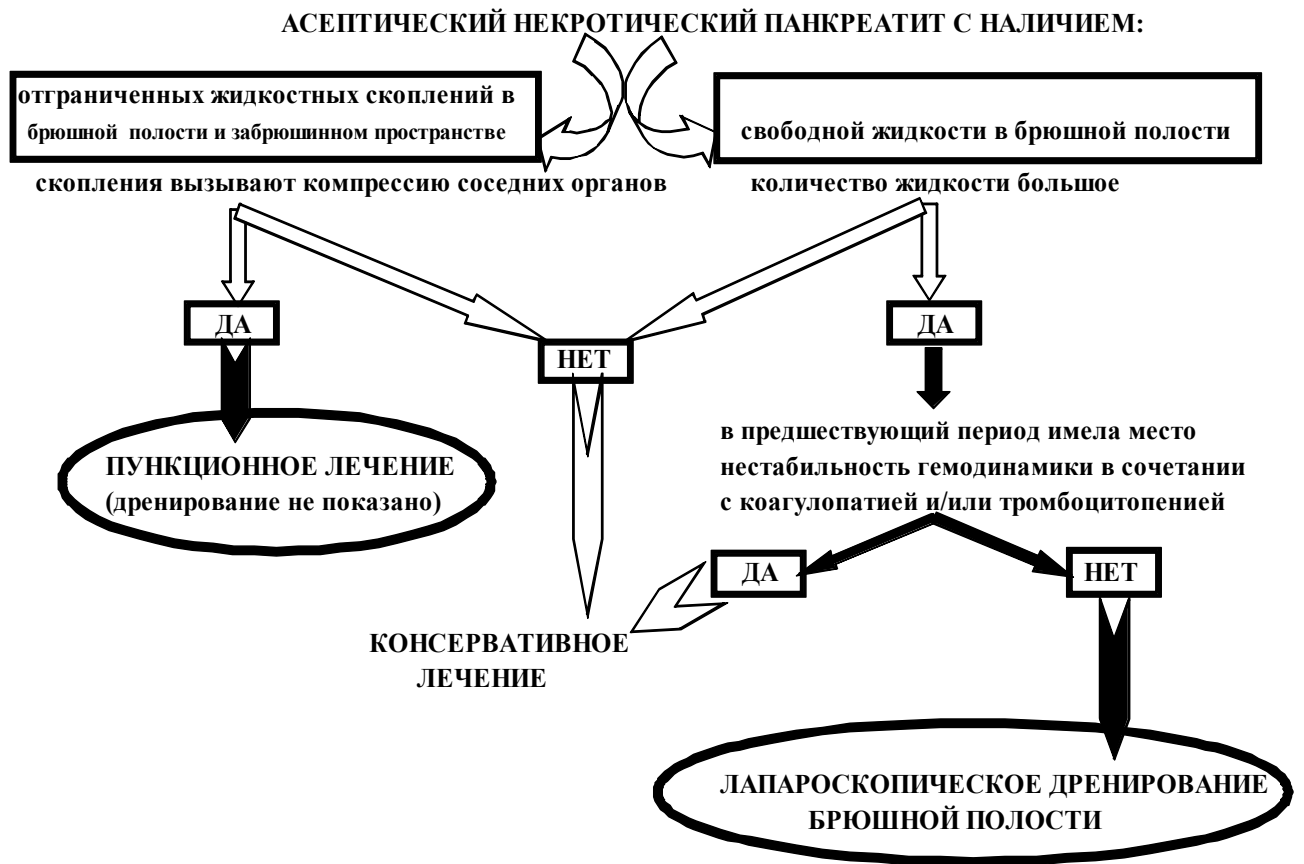 АСЕПТИЧЕСКИЙ НЕКРОТИЧЕСКИЙ ПАНКРЕАТИТ С НАЛИЧИЕМ:
отграниченных жидкостных скоплений в
брюшной полости и забрюшинном пространстве
свободной жидкости в брюшной полости
скопления вызывают компрессию соседних органов
количество жидкости большое
ДА
НЕТ
ДА
ПУНКЦИОННОЕ ЛЕЧЕНИЕ
(дренирование не показано)
в предшествующий период имела место
нестабильность гемодинамики в сочетании
с коагулопатией и/или тромбоцитопенией
ДА
НЕТ
КОНСЕРВАТИВНОЕ
ЛЕЧЕНИЕ
ЛАПАРОСКОПИЧЕСКОЕ ДРЕНИРОВАНИЕ
БРЮШНОЙ ПОЛОСТИ